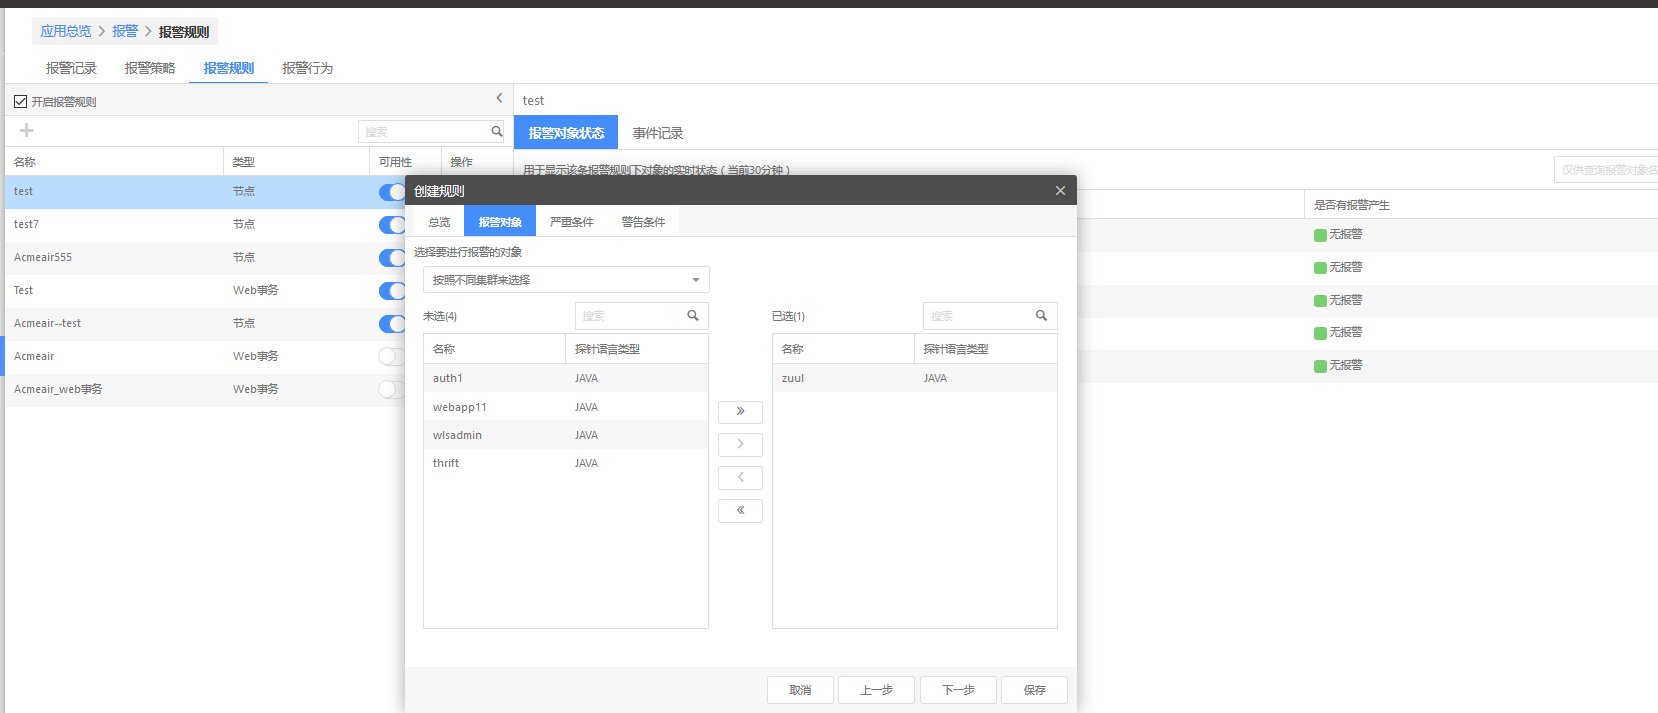 应用总览 报警 报警规则
报警记录 报警策略 报警规则 报警行为
开启报警规则
搜索
名称 类型 可用性 操作
test 节点
test7 节点
Acmeair555 节点
Test Web事务
Acmeair--test 节点
Acmeair Web事务
Acmeair_web事务 Web事务
test
报警对象状态 事件记录
用于显示该条报警规则下对象的实时状态（当前30分钟）
仅供查询报警对象名
是否有报警产生
无报警
无报警
无报警
无报警
无报警
创建规则
总览 报警对象 严重条件 警告条件
选择要进行报警的对象
按照不同集群来选择
未选(4) 搜索
名称 探针语言类型
auth1 JAVA
webapp11 JAVA
wlsadmin JAVA
thrift JAVA
已选(1) 搜索
名称 探针语言类型
zuul JAVA
取消 上一步 下一步 保存